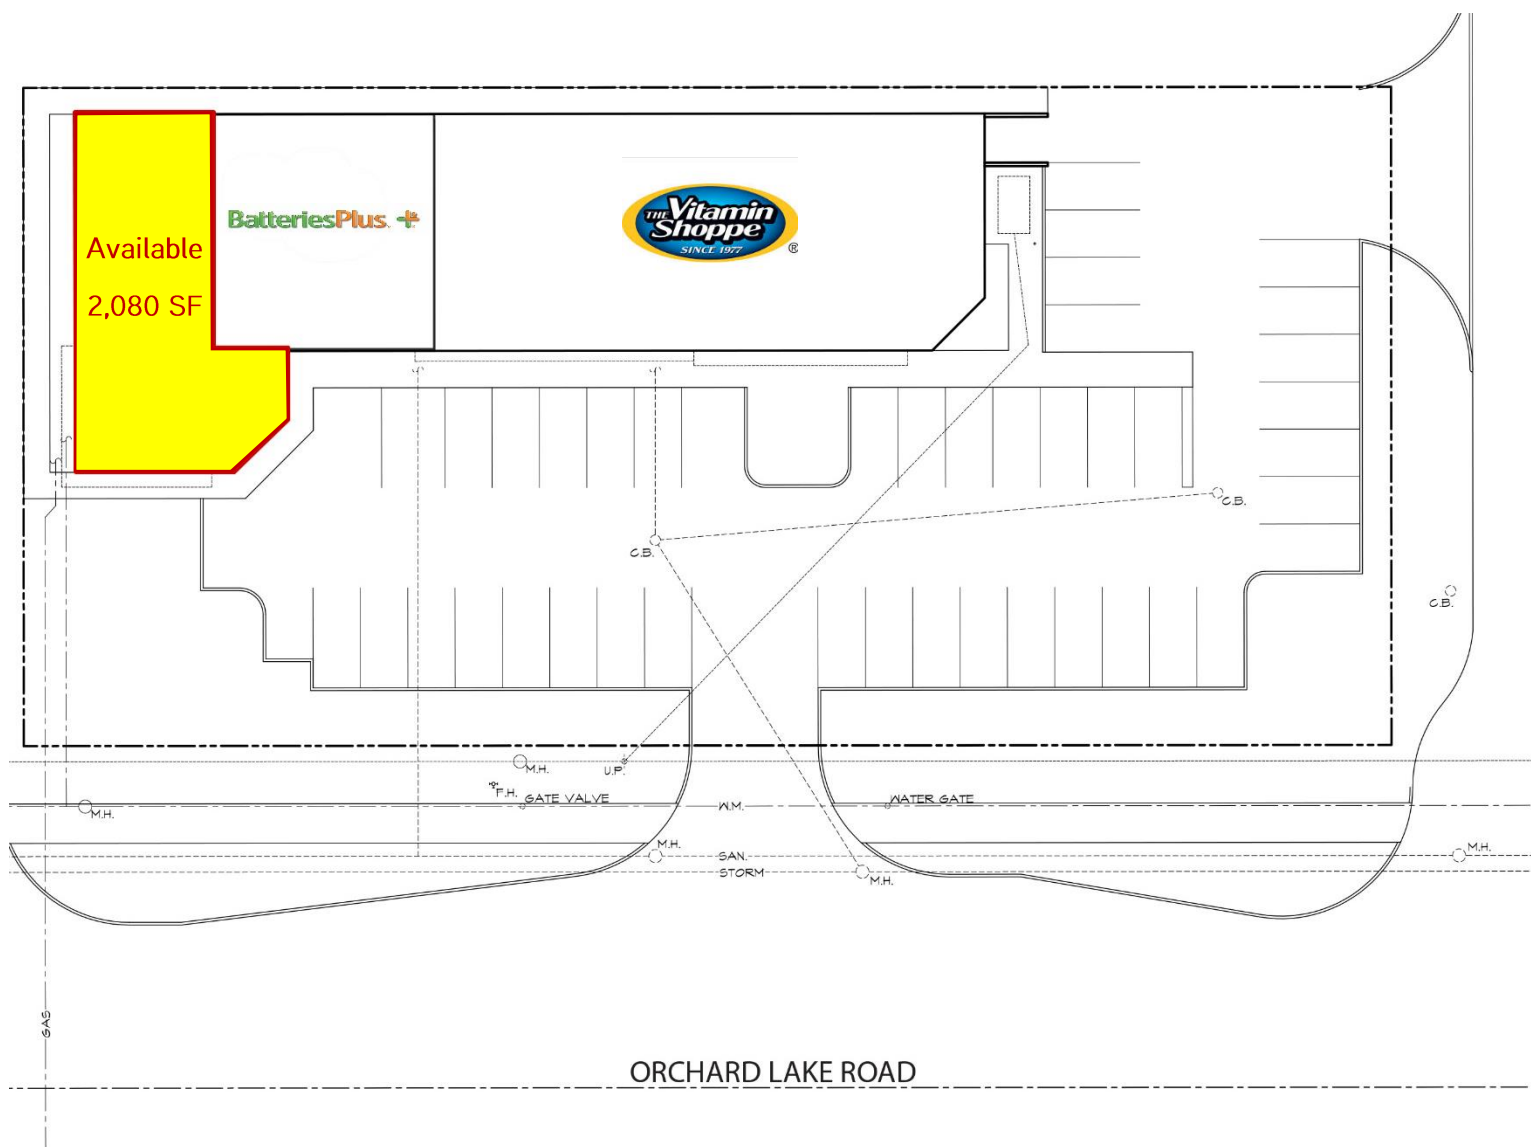 Available
2,080 SF
BatteriesPlus +
THE Vitamin
Shoppe
SINCE 1977
®
C.B.
C.B.
C.B.
M.H.
U.P.
F.H.
GATE VALVE
W.M.
WATER GATE
M.H.
M.H.
SAN.
M.H.
STORM
M.H.
GAS
ORCHARD LAKE ROAD